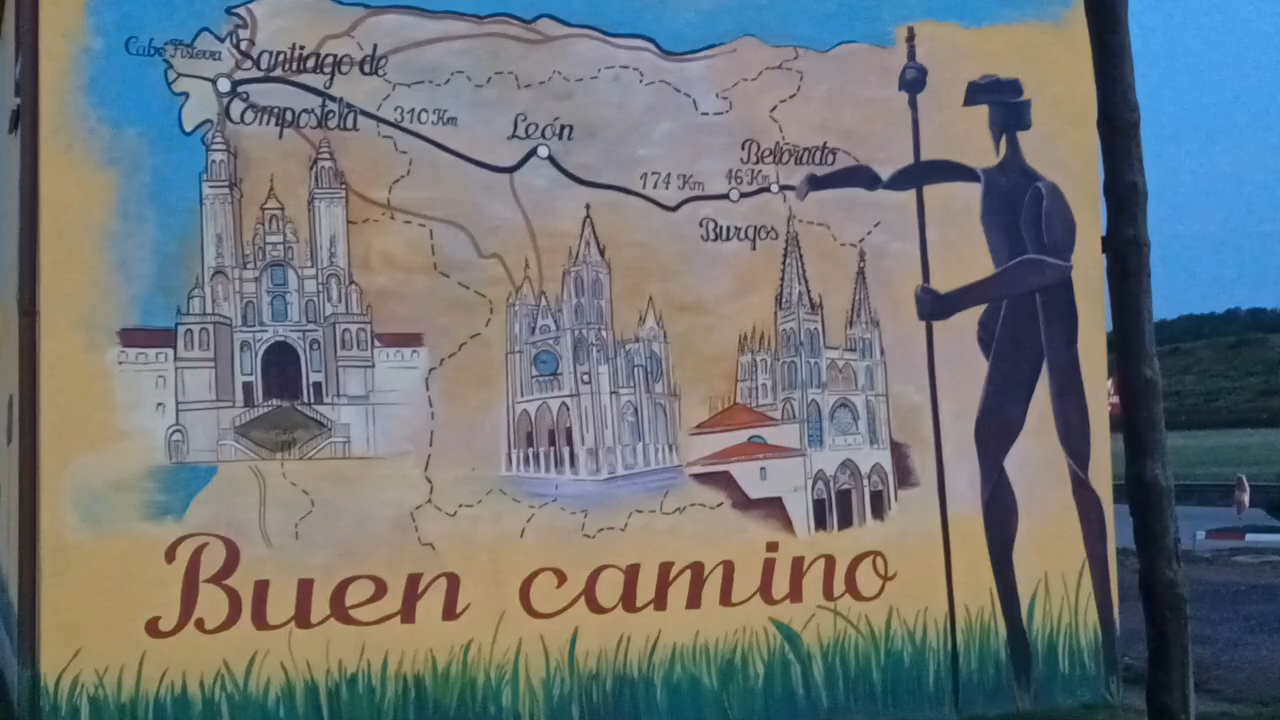 Cabo Fisterra
Santiago de
Compostela
310 Km
León
174 Km
Belorado
46 Km
Burgos
Buen camino